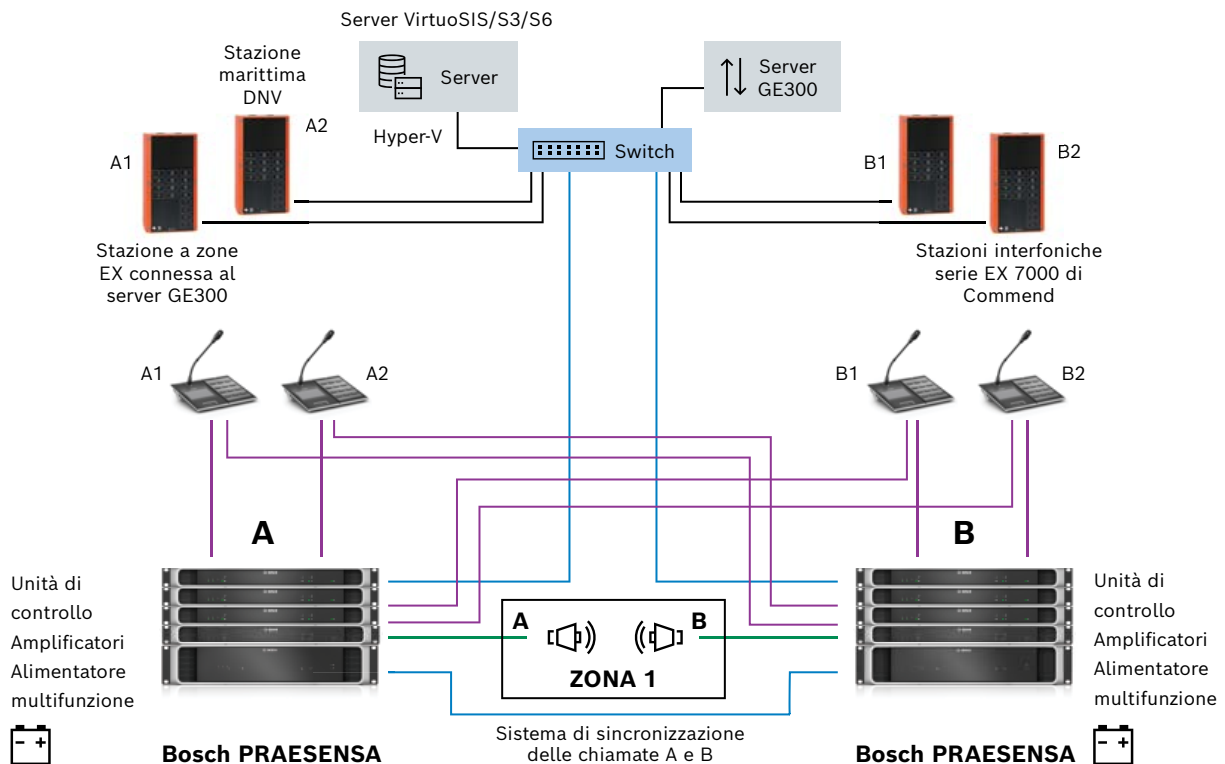 Server VirtuoSIS/S3/S6
Stazione
marittima
DNV
Server
Server
GE300
A1
A2
Hyper-V
Switch
B1
B2
Stazione a zone
EX connessa al
server GE300
Stazioni interfoniche
serie EX 7000 di
Commend
A1
A2
B1
B2
A
B
Unità di
controllo
Amplificatori
Alimentatore
multifunzione
A
B
ZONA 1
Unità di
controllo
Amplificatori
Alimentatore
multifunzione
- +
Bosch PRAESENSA
Sistema di sincronizzazione
delle chiamate A e B
Bosch PRAESENSA
- +